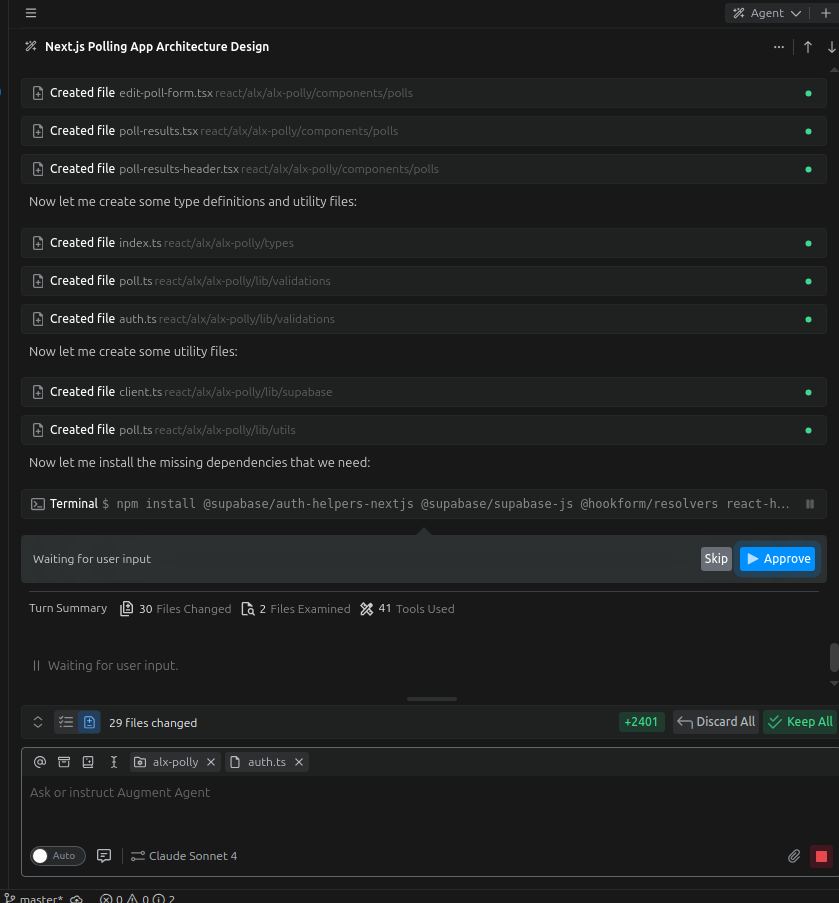 Agent
Next.js Polling App Architecture Design
Created file edit-poll-form.tsx react/alx/alx-polly/components/polls
Created file poll-results.tsx react/alx/alx-polly/components/polls
Created file poll-results-header.tsx react/alx/alx-polly/components/polls
Now let me create some type definitions and utility files:
Created file index.ts react/alx/alx-polly/types
Created file poll.ts react/alx/alx-polly/lib/validations
Created file auth.ts react/alx/alx-polly/lib/validations
Now let me create some utility files:
Created file client.ts react/alx/alx-polly/lib/supabase
Created file poll.ts react/alx/alx-polly/lib/utils
Now let me install the missing dependencies that we need:
Terminal $ npm install @supabase/auth-helpers-nextjs @supabase/supabase-js @hookform/resolvers react-h...
Waiting for user input Skip Approve
Turn Summary 30 Files Changed 2 Files Examined 41 Tools Used
Waiting for user input.
29 files changed +2401 Discard All Keep All
alx-polly auth.ts
Ask or instruct Augment Agent
Auto Claude Sonnet 4
master* 0 0 2